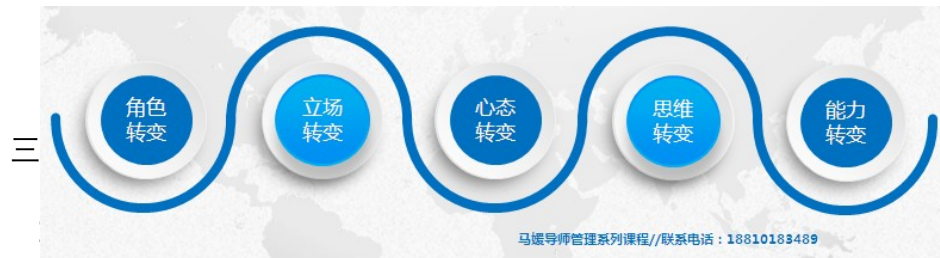 角色
转变
立场
转变
心态
转变
思维
转变
能力
转变
三
马媛导师管理系列课程//联系电话：18810183489